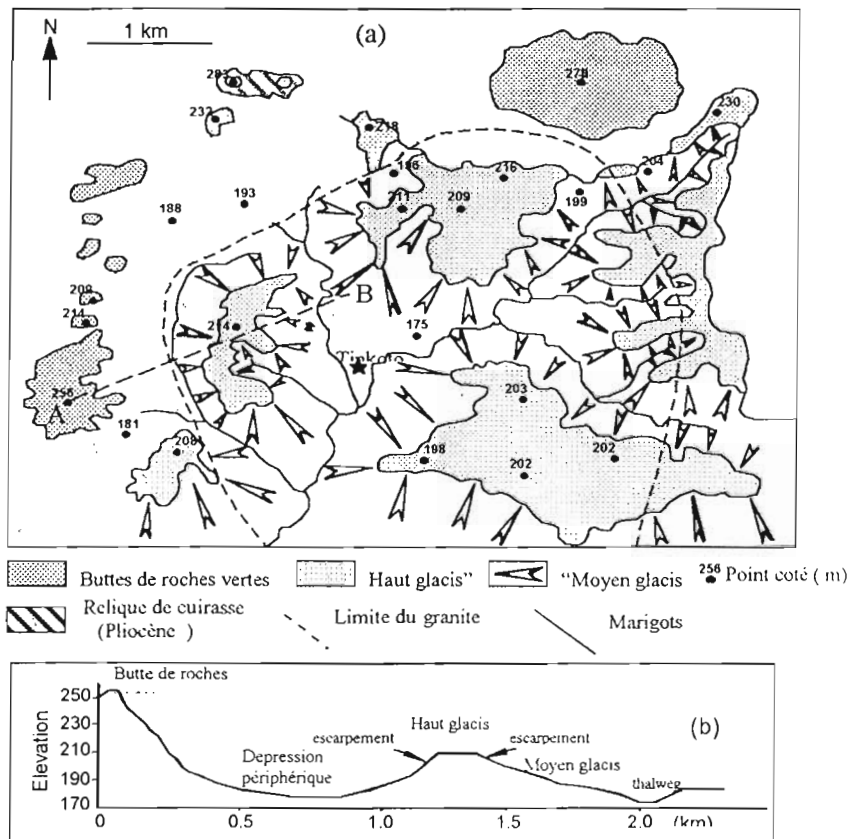 N
1 km
(a)
283
278
232
218
230
196
216
204
193
211
209
199
188
209
B
214
214
175
Tinkoto
256
A
203
181
208
198
202
202
Buttes de roches vertes
Haut glacis"
"Moyen glacis
256 Point coté ( m)
Relique de cuirasse
(Pliocène )
Limite du granite
Marigots
Butte de roches
(b)
Elevation
250
230
210
190
170
Haut glacis
escarpement
escarpement
Depression
périphérique
Moyen glacis
thalweg
0
0.5
1.0
1.5
2.0
(km)